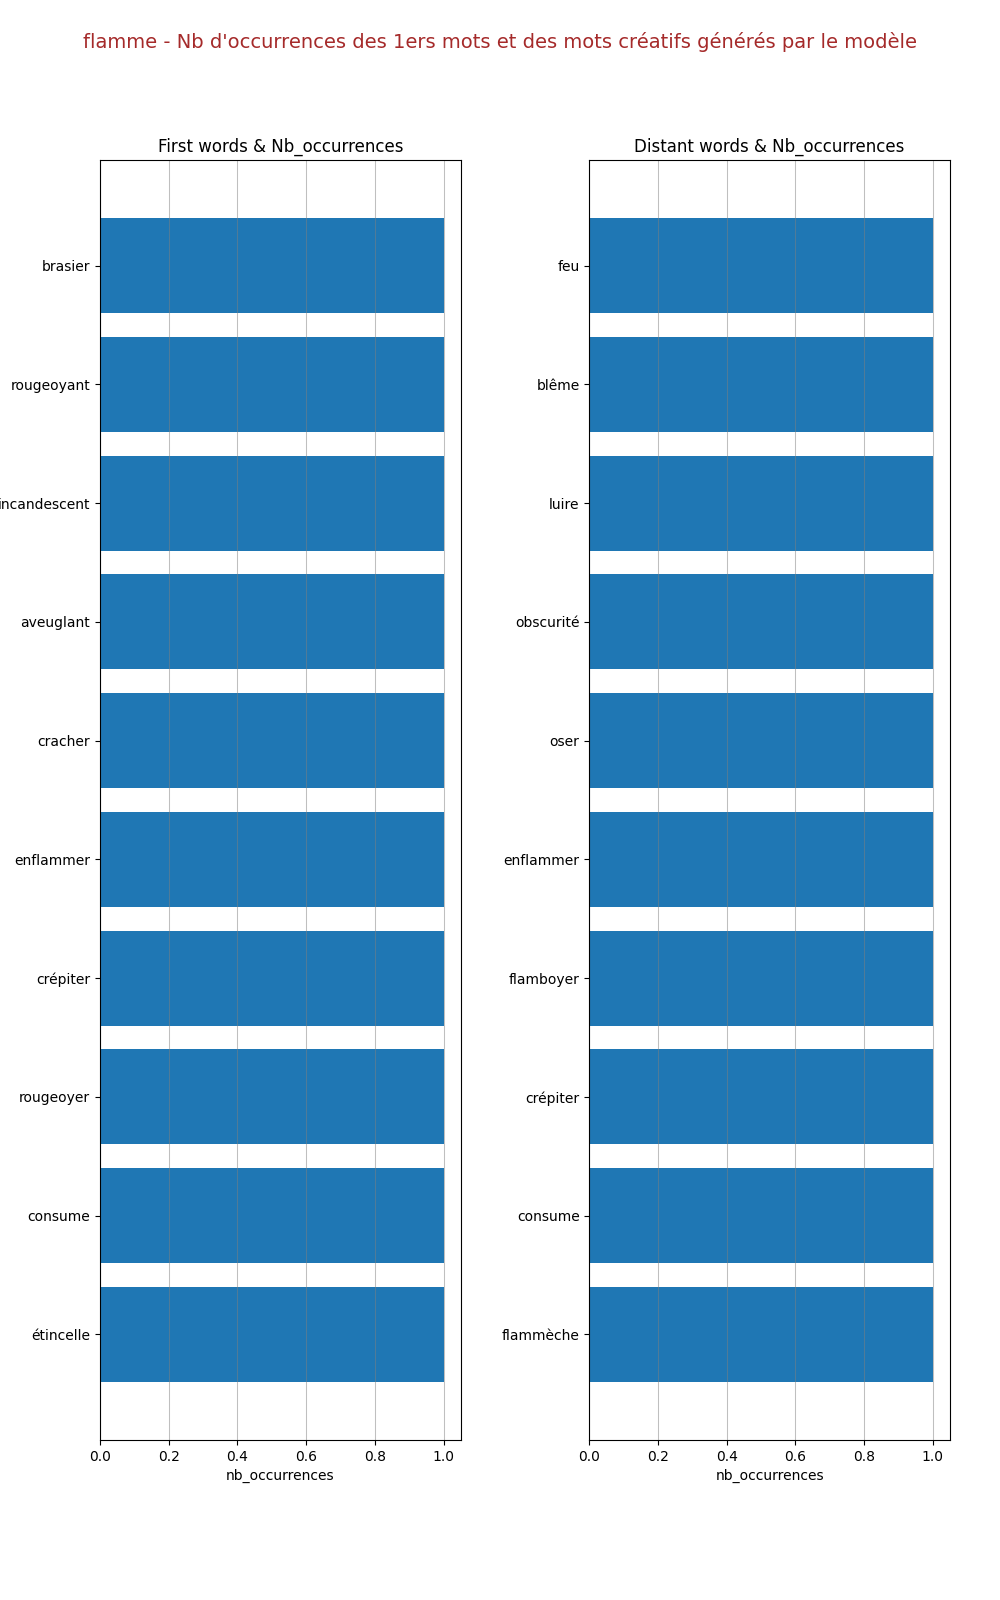 flamme - Nb d'occurrences des 1ers mots et des mots créatifs générés par le modèle
First words & Nb_occurrences
brasier
rougeoyant
incandescent
aveuglant
cracher
enflammer
crépiter
rougeoyer
consume
étincelle
0.0 0.2 0.4 0.6 0.8 1.0
nb_occurrences
Distant words & Nb_occurrences
feu
blême
luire
obscurité
oser
enflammer
flamboyer
crépiter
consume
flammèche
0.0 0.2 0.4 0.6 0.8 1.0
nb_occurrences